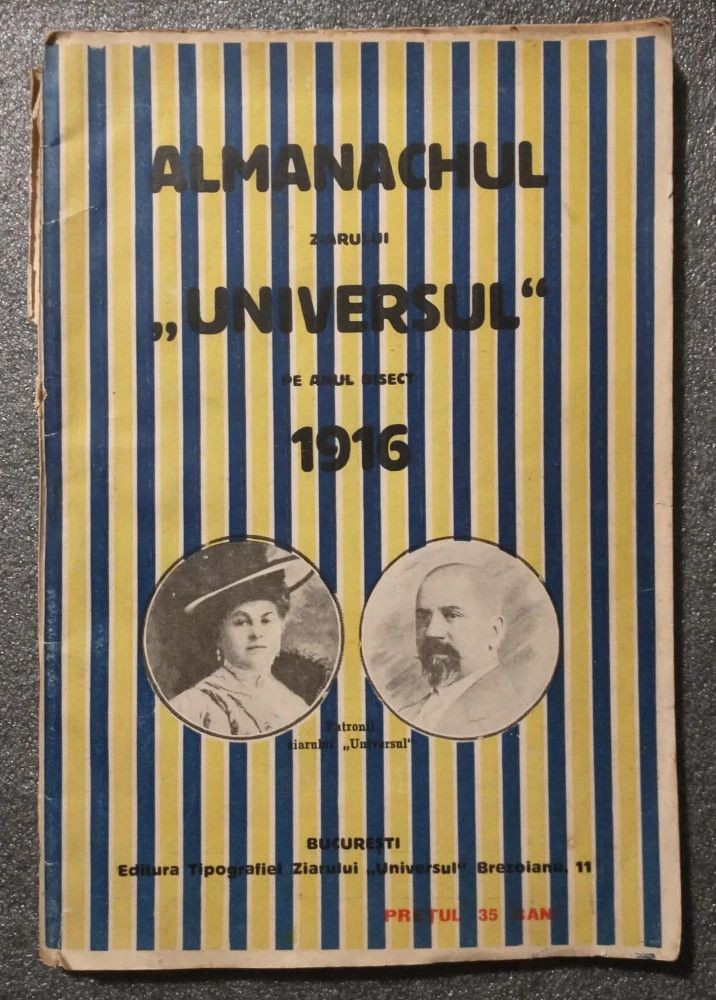 ALMANACHUL
ZIARULUI
„UNIVERSUL“
PE ANUL BISECT
1916
Patronii
ziarului „Universul“
BUCUREȘTI
Editura Tipografiei Ziarului „Universul“ Brezoianu, 11
PREȚUL 35 BANI